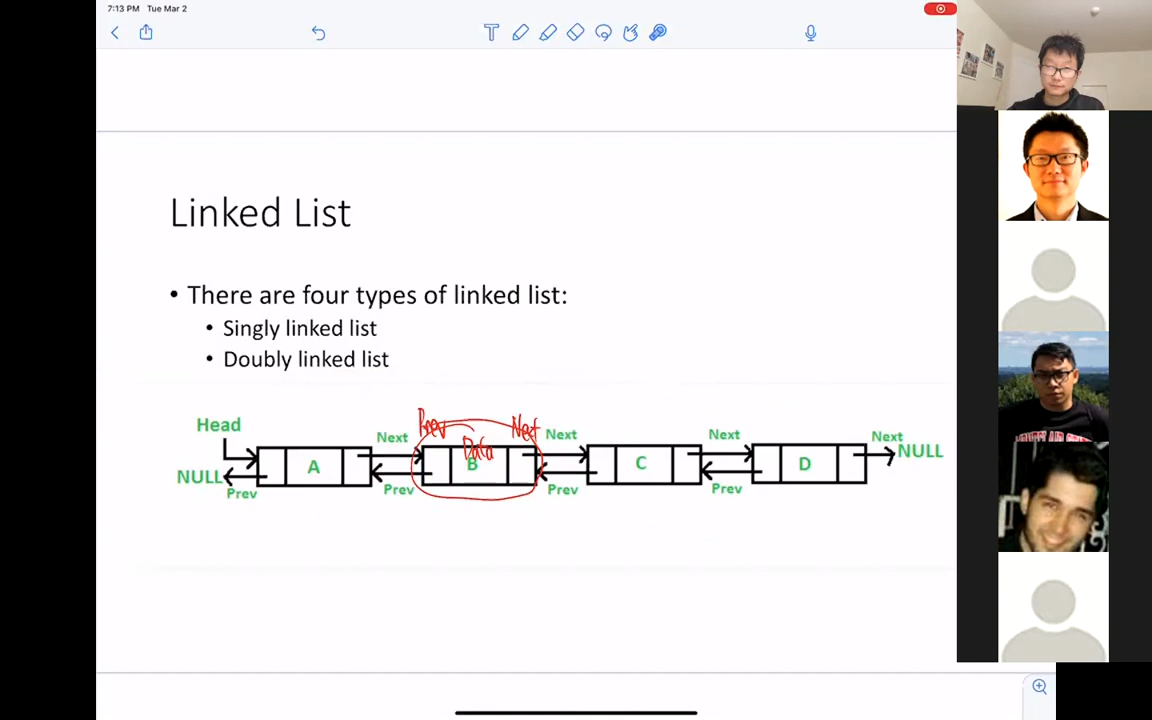 7:13 PM Tue Mar 2
T
Linked List
• There are four types of linked list:
• Singly linked list
• Doubly linked list
Head
Prev
Next
Next
Next
Next
Next
Data
NULL
A
B
C
D
NULL
Prev
Prev
Prev
Prev